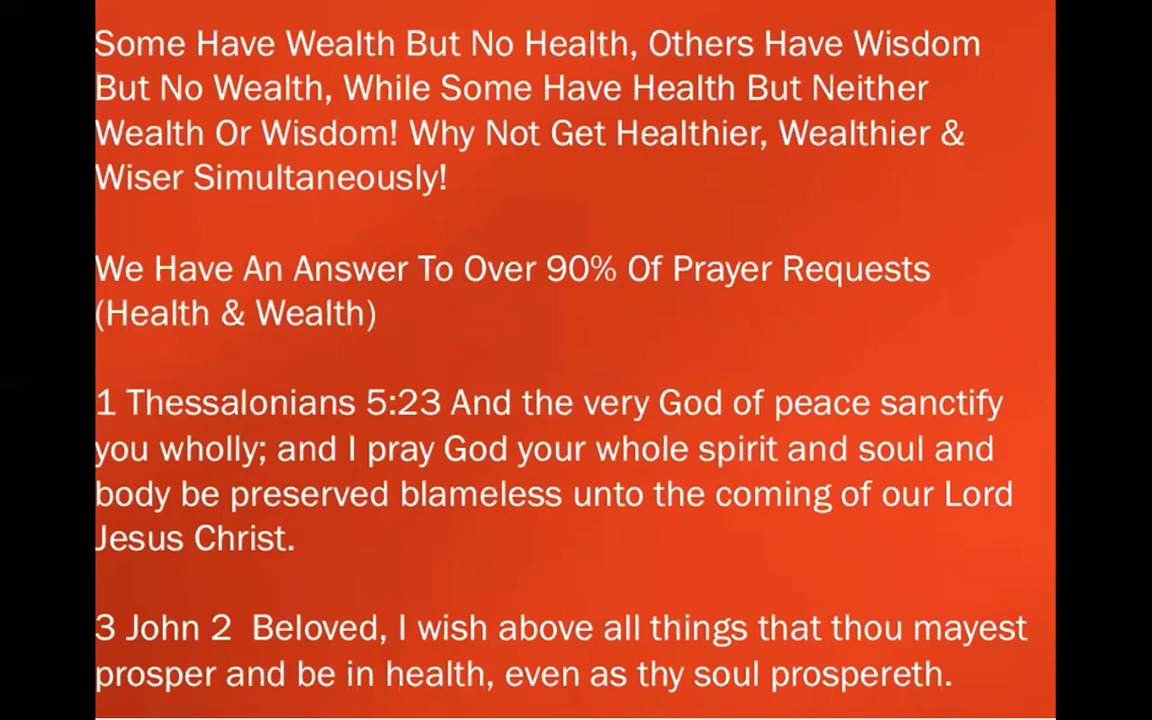 Some Have Wealth But No Health, Others Have Wisdom
But No Wealth, While Some Have Health But Neither
Wealth Or Wisdom! Why Not Get Healthier, Wealthier &
Wiser Simultaneously!
We Have An Answer To Over 90% Of Prayer Requests
(Health & Wealth)
1 Thessalonians 5:23 And the very God of peace sanctify
you wholly; and I pray God your whole spirit and soul and
body be preserved blameless unto the coming of our Lord
Jesus Christ.
3 John 2  Beloved, I wish above all things that thou mayest
prosper and be in health, even as thy soul prospereth.